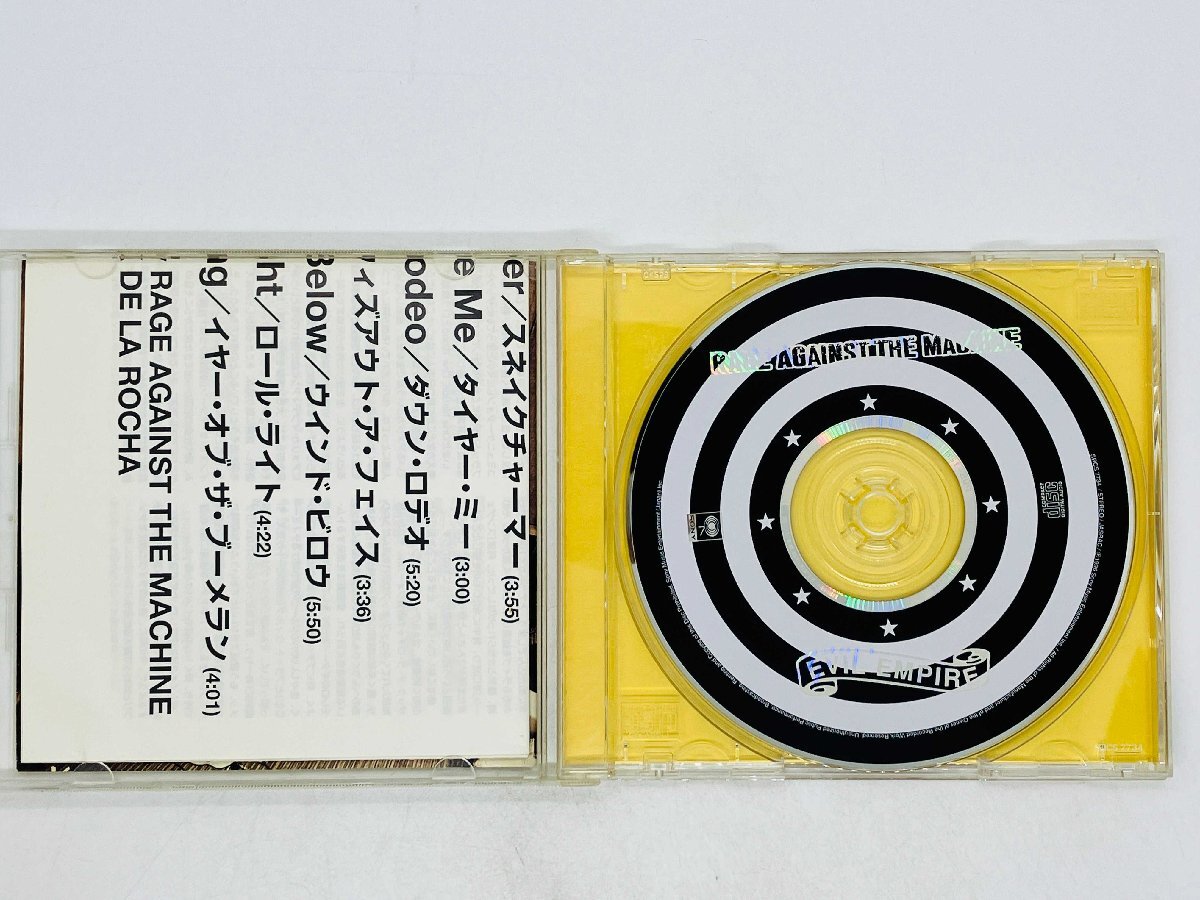 er/スネイクチャーマー (3:55)
e Me/タイヤー・ミー (3:00)
odeo/ダウン・ロデオ (5:20)
ィズアウト・ア・フェイス (3:36)
Below/ウインド・ビロウ (5:50)
ht/ロール・ライト (4:22)
ng/イヤー・オブ・ザ・ブーメラン (4:01)
RAGE AGAINST THE MACHINE
DE LA ROCHA
RAGE AGAINST THE MACHINE
EVIL EMPIRE
SRCS 7734